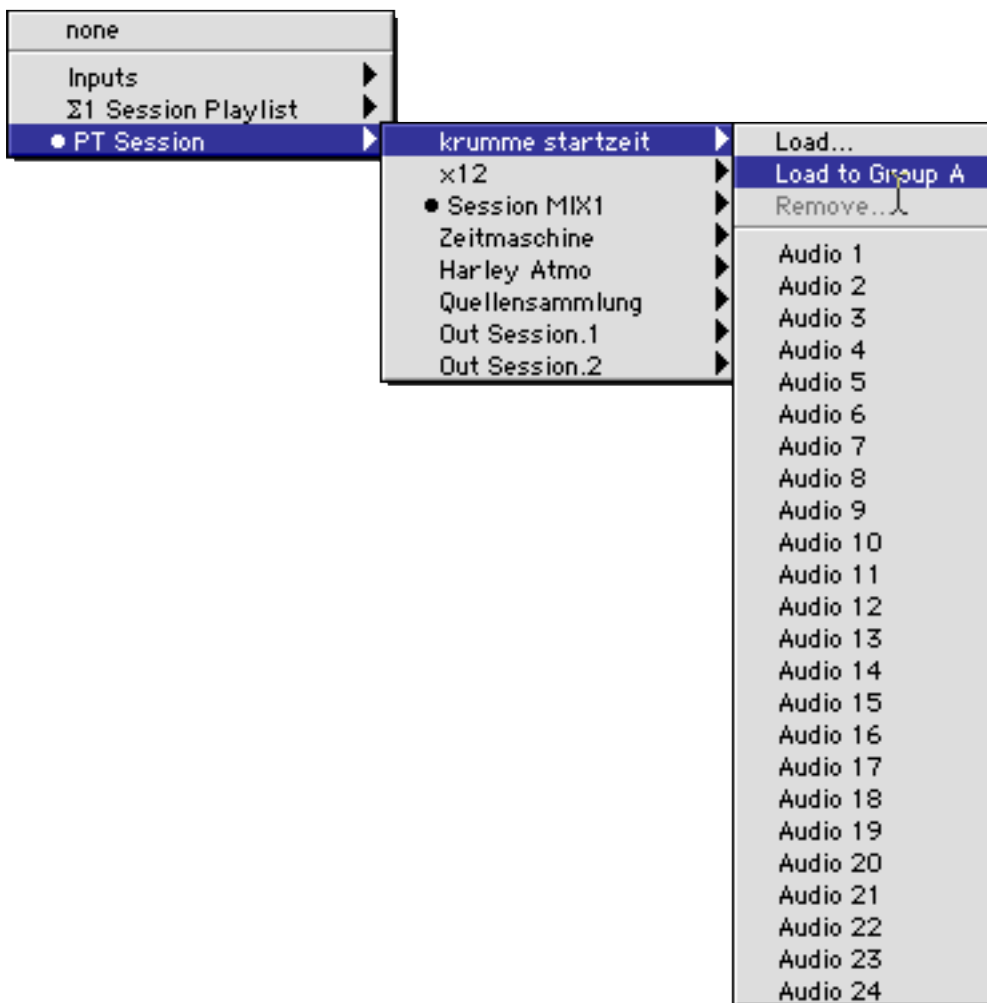 none
Inputs
Σ1 Session Playlist
PT Session
krumme startzeit
x12
Session MIX1
Zeitmaschine
Harley Atmo
Quellensammlung
Out Session.1
Out Session.2
Load...
Load to Group A
Remove...
Audio 1
Audio 2
Audio 3
Audio 4
Audio 5
Audio 6
Audio 7
Audio 8
Audio 9
Audio 10
Audio 11
Audio 12
Audio 13
Audio 14
Audio 15
Audio 16
Audio 17
Audio 18
Audio 19
Audio 20
Audio 21
Audio 22
Audio 23
Audio 24